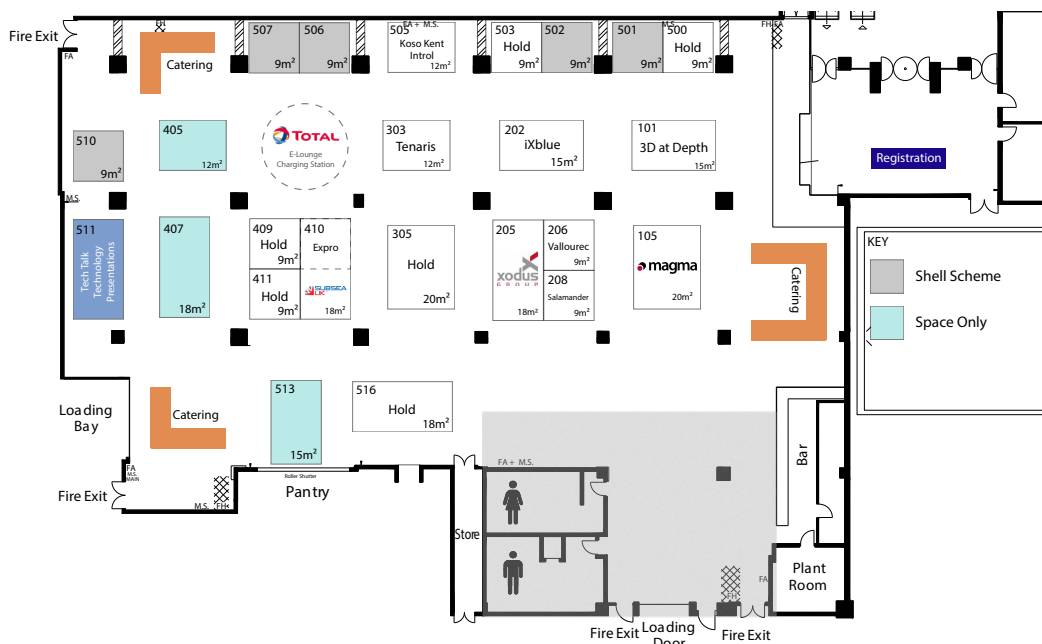 Fire Exit
FA
FH
Catering
507
9m²
506
9m²
FA + M.S.
505
Koso Kent
Introl
12m²
503
Hold
9m²
502
9m²
501
9m²
M.S.
500
Hold
9m²
FH FA
510
9m²
405
12m²
TOTAL
E-Lounge
Charging Station
303
Tenaris
12m²
202
iXblue
15m²
101
3D at Depth
15m²
Registration
M.S.
511
Tech Talk
Technology
Presentations
407
18m²
409
Hold
9m²
410
Expro
411
Hold
9m²
SUBSEA
UK
18m²
305
Hold
20m²
205
xodus
GROUP
18m²
206
Vallourec
9m²
208
Salamander
9m²
105
magma
20m²
Catering
KEY
Shell Scheme
Space Only
Loading
Bay
Catering
513
15m²
516
Hold
18m²
FA
M.S.
MAIN
Fire Exit
M.S.
FH
Roller Shutter
Pantry
FA + M.S.
Store
Bar
Plant
Room
FA
FH
Fire Exit
Loading
Door
Fire Exit